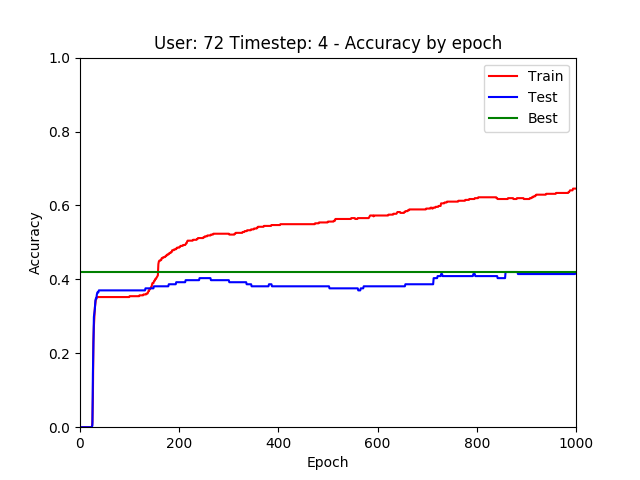 User: 72 Timestep: 4 - Accuracy by epoch
1.0
0.8
0.6
0.4
0.2
0.0
Accuracy
Train
Test
Best
0 200 400 600 800 1000
Epoch